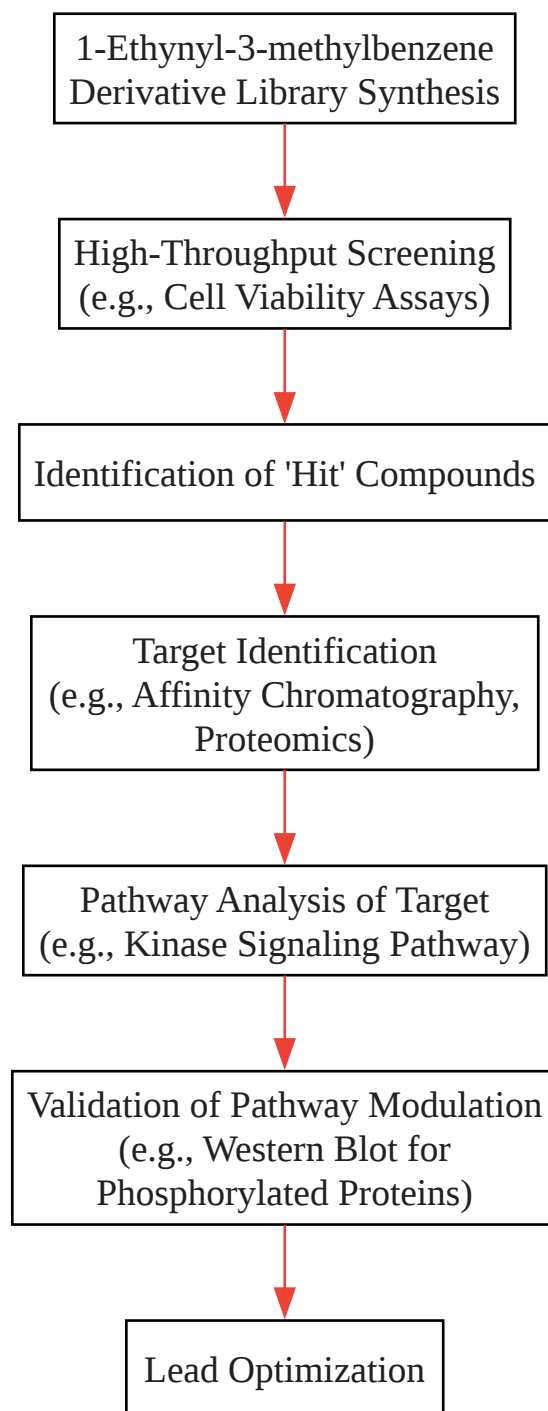 1-Ethynyl-3-methylbenzene
Derivative Library Synthesis
High-Throughput Screening
(e.g., Cell Viability Assays)
Identification of 'Hit' Compounds
Target Identification
(e.g., Affinity Chromatography,
Proteomics)
Pathway Analysis of Target
(e.g., Kinase Signaling Pathway)
Validation of Pathway Modulation
(e.g., Western Blot for
Phosphorylated Proteins)
Lead Optimization